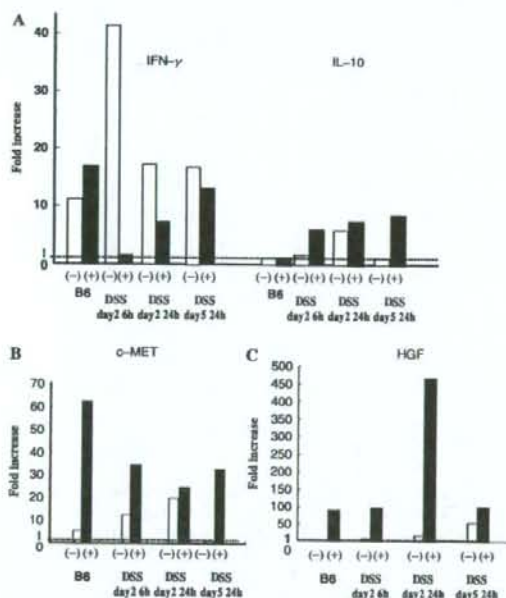 A
IFN-γ IL-10
Fold increase
40
30
20
10
1
0
(-)(+) (-)(+) (-)(+) (-)(+) (-)(+) (-)(+) (-)(+) (-)(+)
B6 DSS DSS DSS B6 DSS DSS DSS
day2 6h day2 24h day5 24h day2 6h day2 24h day5 24h
B c-MET
Fold increase
70
60
50
40
30
20
10
1
0
(-)(+) (-)(+) (-)(+) (-)(+)
B6 DSS DSS DSS
day2 6h day2 24h day5 24h
C HGF
Fold increase
500
450
400
350
300
250
200
150
100
50
1
0
(-)(+) (-)(+) (-)(+) (-)(+)
B6 DSS DSS DSS
day2 6h day2 24h day5 24h